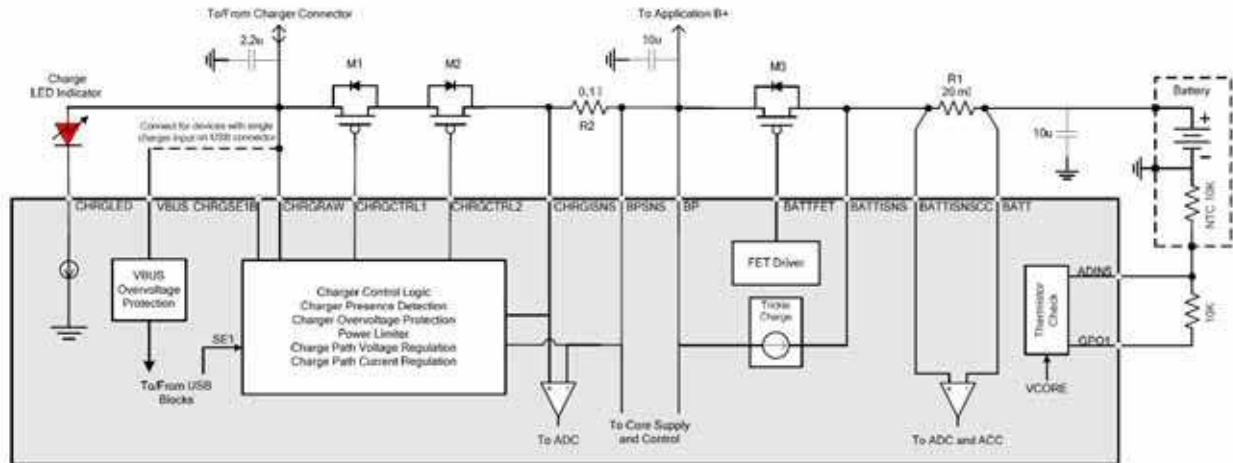 To/From Charger Connector
To Application B+
2.2u
10u
M1
M2
M3
R1
20 mΩ
Charge
LED Indicator
0.1Ω
R2
Battery
+
-
Connect for devices with single
charger input on USB connector
10u
NTC 10K
CHRGLED
VBUS
CHRGSE1B
CHRGRAW
CHRGCTRL1
CHRGCTRL2
CHRGISNS
BPSNS
BP
BATTFET
BATTISNS
BATTISNSCC
BATT
VBUS
Overvoltage
Protection
Charger Control Logic
Charger Presence Detection
Charger Overvoltage Protection
Power Limiter
Charge Path Voltage Regulation
Charge Path Current Regulation
FET Driver
Trickle
Charge
Thermistor
Check
ADIN5
10K
GPO1
SE1
VCORE
To/From USB
Blocks
To ADC
To Core Supply
and Control
To ADC and ACC